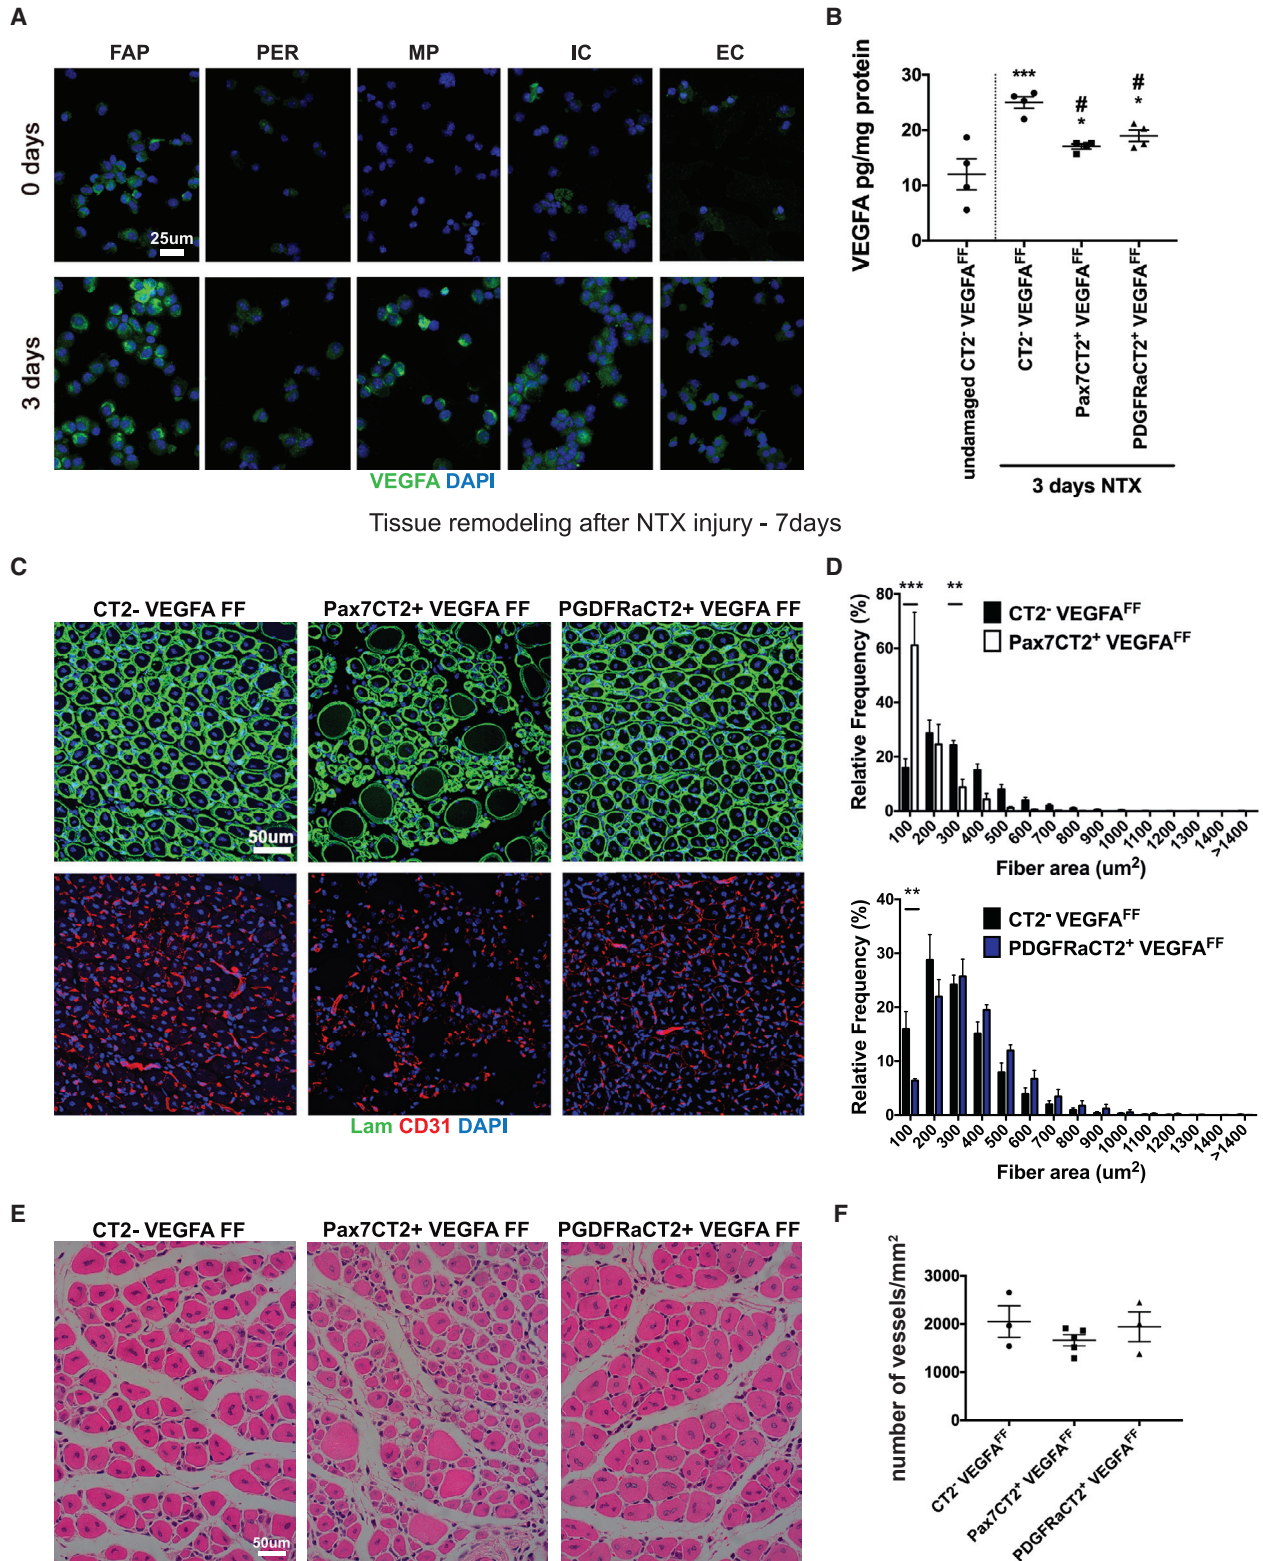 A
FAP PER MP IC EC
0 days
25um
3 days
VEGFA DAPI
B
VEGFA pg/mg protein
30
20
10
0
***
#
*
#
*
undamaged CT2- VEGFAFF
CT2- VEGFAFF
Pax7CT2+ VEGFAFF
PDGFRaCT2+ VEGFAFF
3 days NTX
Tissue remodeling after NTX injury - 7days
C
CT2- VEGFA FF Pax7CT2+ VEGFA FF PGDFRaCT2+ VEGFA FF
50um
Lam CD31 DAPI
D
Relative Frequency (%)
80
60
40
20
0
*** **
CT2- VEGFAFF
Pax7CT2+ VEGFAFF
100 200 300 400 500 600 700 800 900 1000 1100 1200 1300 1400 >1400
Fiber area (um2)
Relative Frequency (%)
40
30
20
10
0
**
CT2- VEGFAFF
PDGFRaCT2+ VEGFAFF
100 200 300 400 500 600 700 800 900 1000 1100 1200 1300 1400 >1400
Fiber area (um2)
E
CT2- VEGFA FF Pax7CT2+ VEGFA FF PGDFRaCT2+ VEGFA FF
50um
F
number of vessels/mm2
3000
2000
1000
0
CT2- VEGFAFF
Pax7CT2+ VEGFAFF
PDGFRaCT2+ VEGFAFF